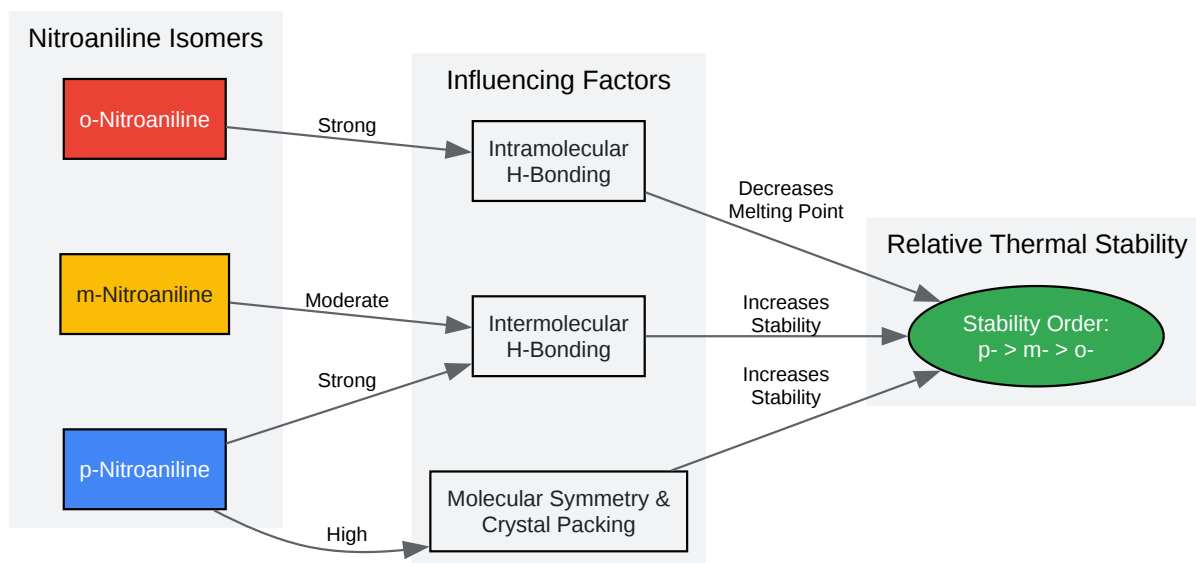 Nitroaniline Isomers
o-Nitroaniline
m-Nitroaniline
p-Nitroaniline
Strong
Moderate
Strong
High
Influencing Factors
Intramolecular
H-Bonding
Intermolecular
H-Bonding
Molecular Symmetry &
Crystal Packing
Decreases
Melting Point
Increases
Stability
Increases
Stability
Relative Thermal Stability
Stability Order:
p- > m- > o-